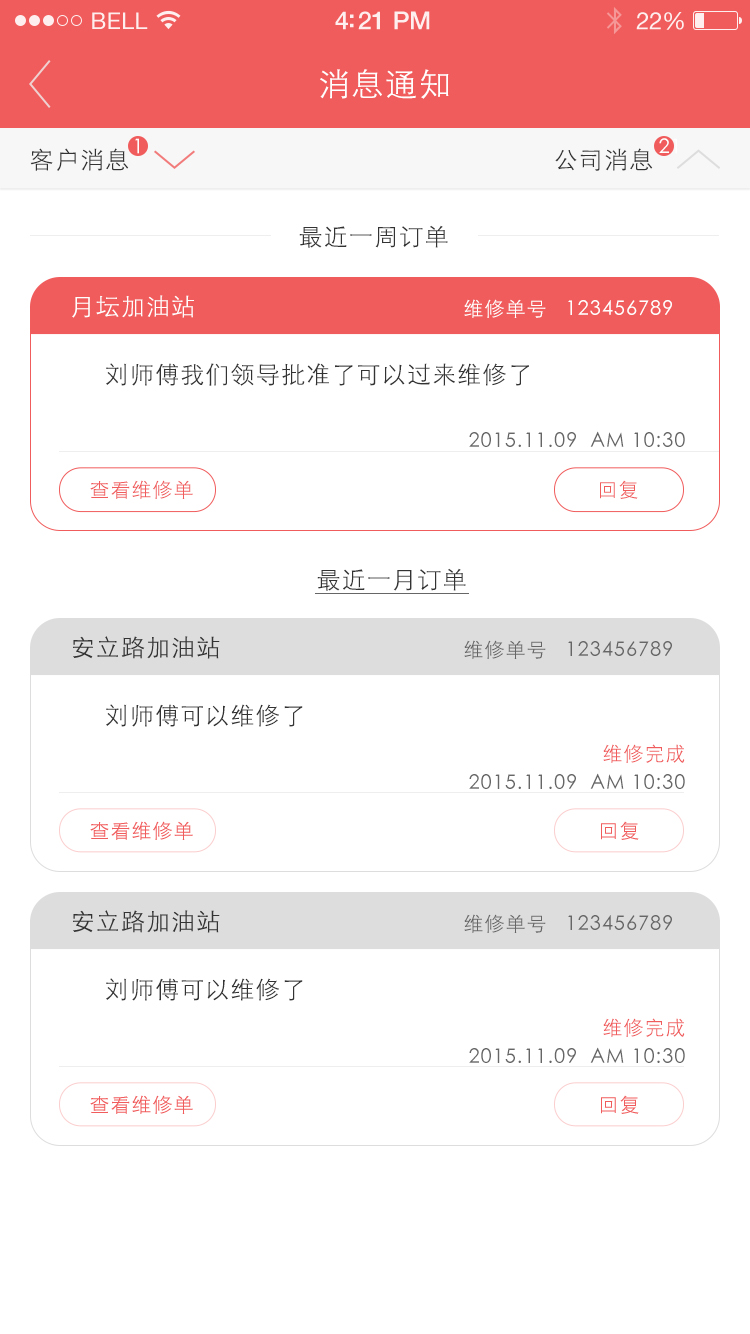 BELL 4:21 PM 22%
消息通知
客户消息 1 公司消息 2
最近一周订单
月坛加油站 维修单号 123456789
刘师傅我们领导批准了可以过来维修了
2015.11.09 AM 10:30
查看维修单 回复
最近一月订单
安立路加油站 维修单号 123456789
刘师傅可以维修了
维修完成
2015.11.09 AM 10:30
查看维修单 回复
安立路加油站 维修单号 123456789
刘师傅可以维修了
维修完成
2015.11.09 AM 10:30
查看维修单 回复